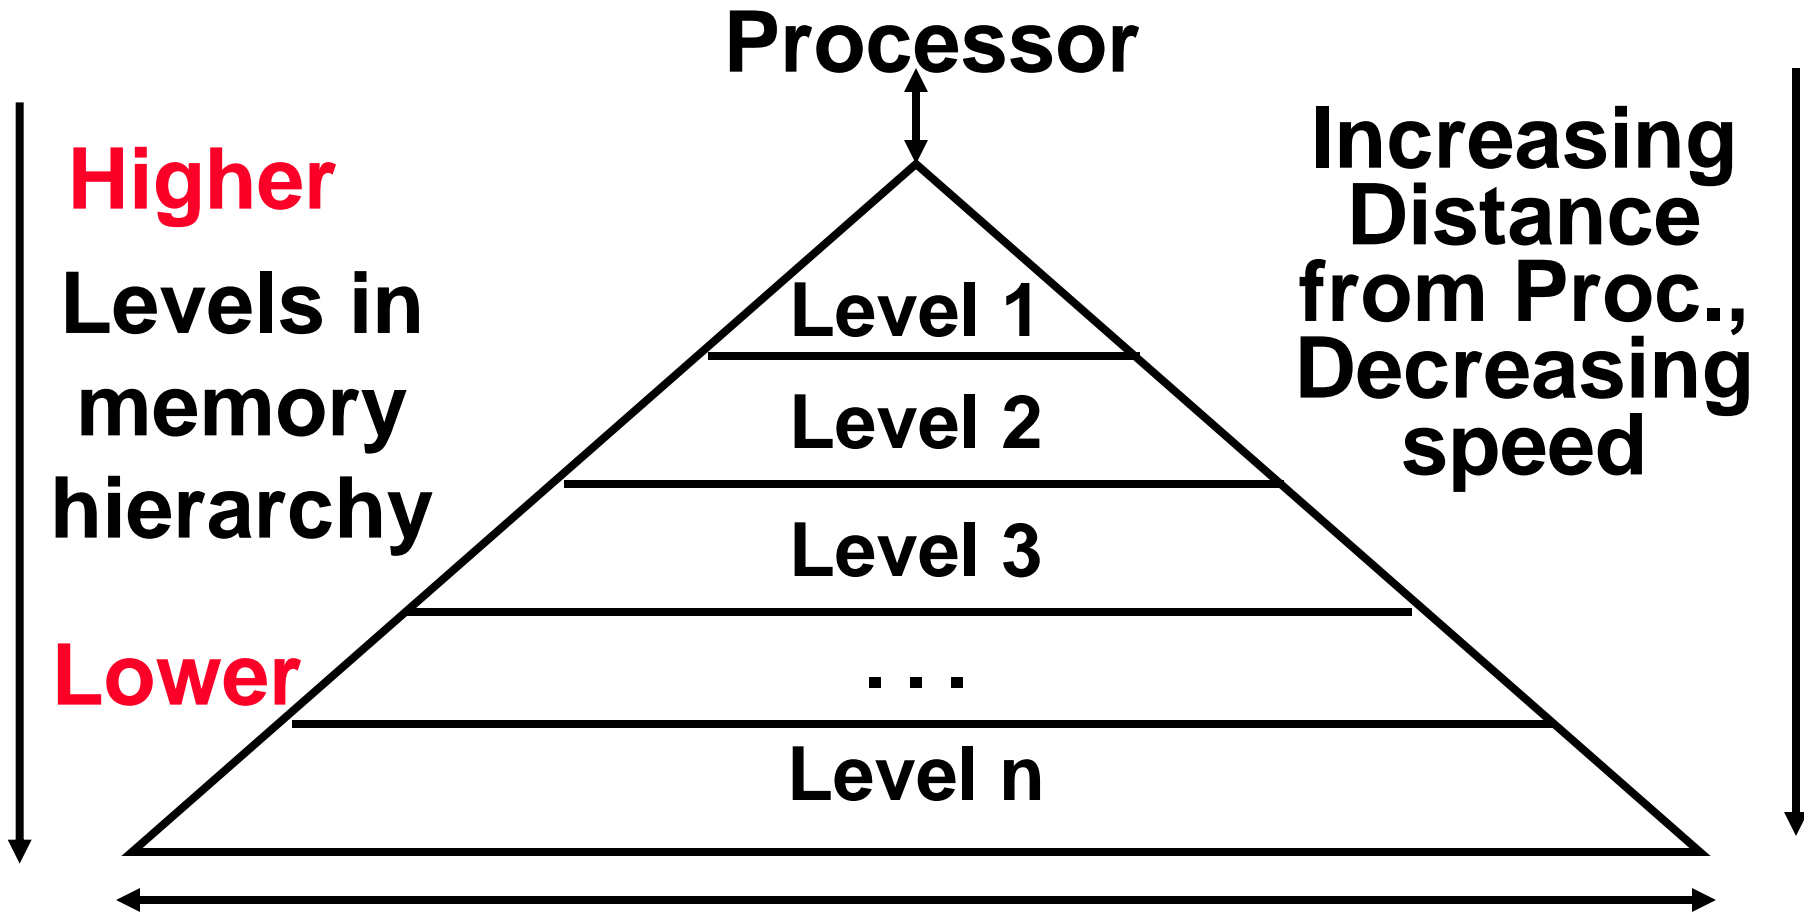 Processor
Higher
Levels in
memory
hierarchy
Lower
Increasing
Distance
from Proc.,
Decreasing
speed
Level 1
Level 2
Level 3
. . .
Level n